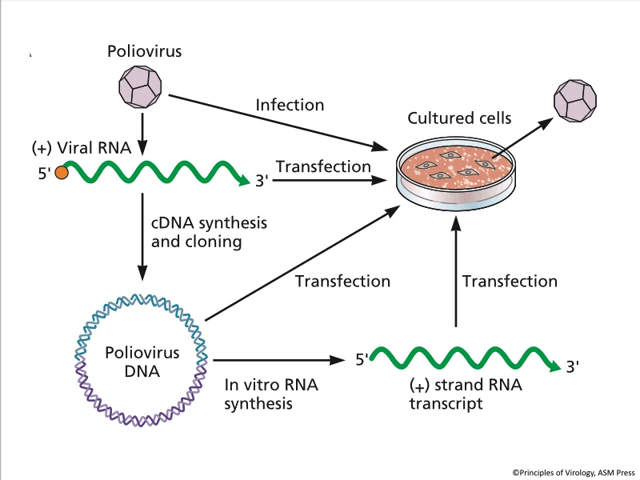 Poliovirus
Infection
Cultured cells
(+) Viral RNA
5'
3'
Transfection
cDNA synthesis
and cloning
Transfection
Transfection
Poliovirus
DNA
In vitro RNA
synthesis
5'
3'
(+) strand RNA
transcript
©Principles of Virology, ASM Press